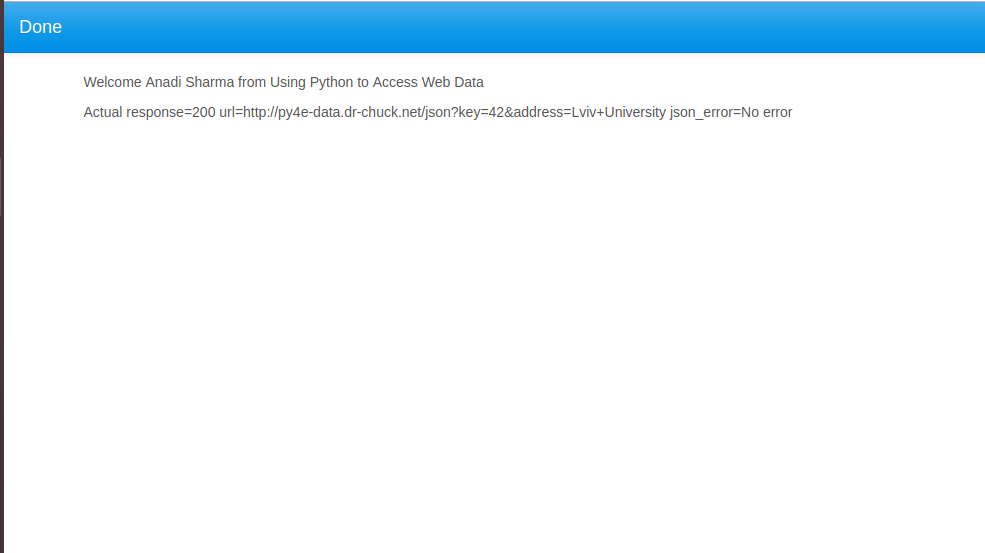 Done
Welcome Anadi Sharma from Using Python to Access Web Data
Actual response=200 url=http://py4e-data.dr-chuck.net/json?key=42&address=Lviv+University json_error=No error